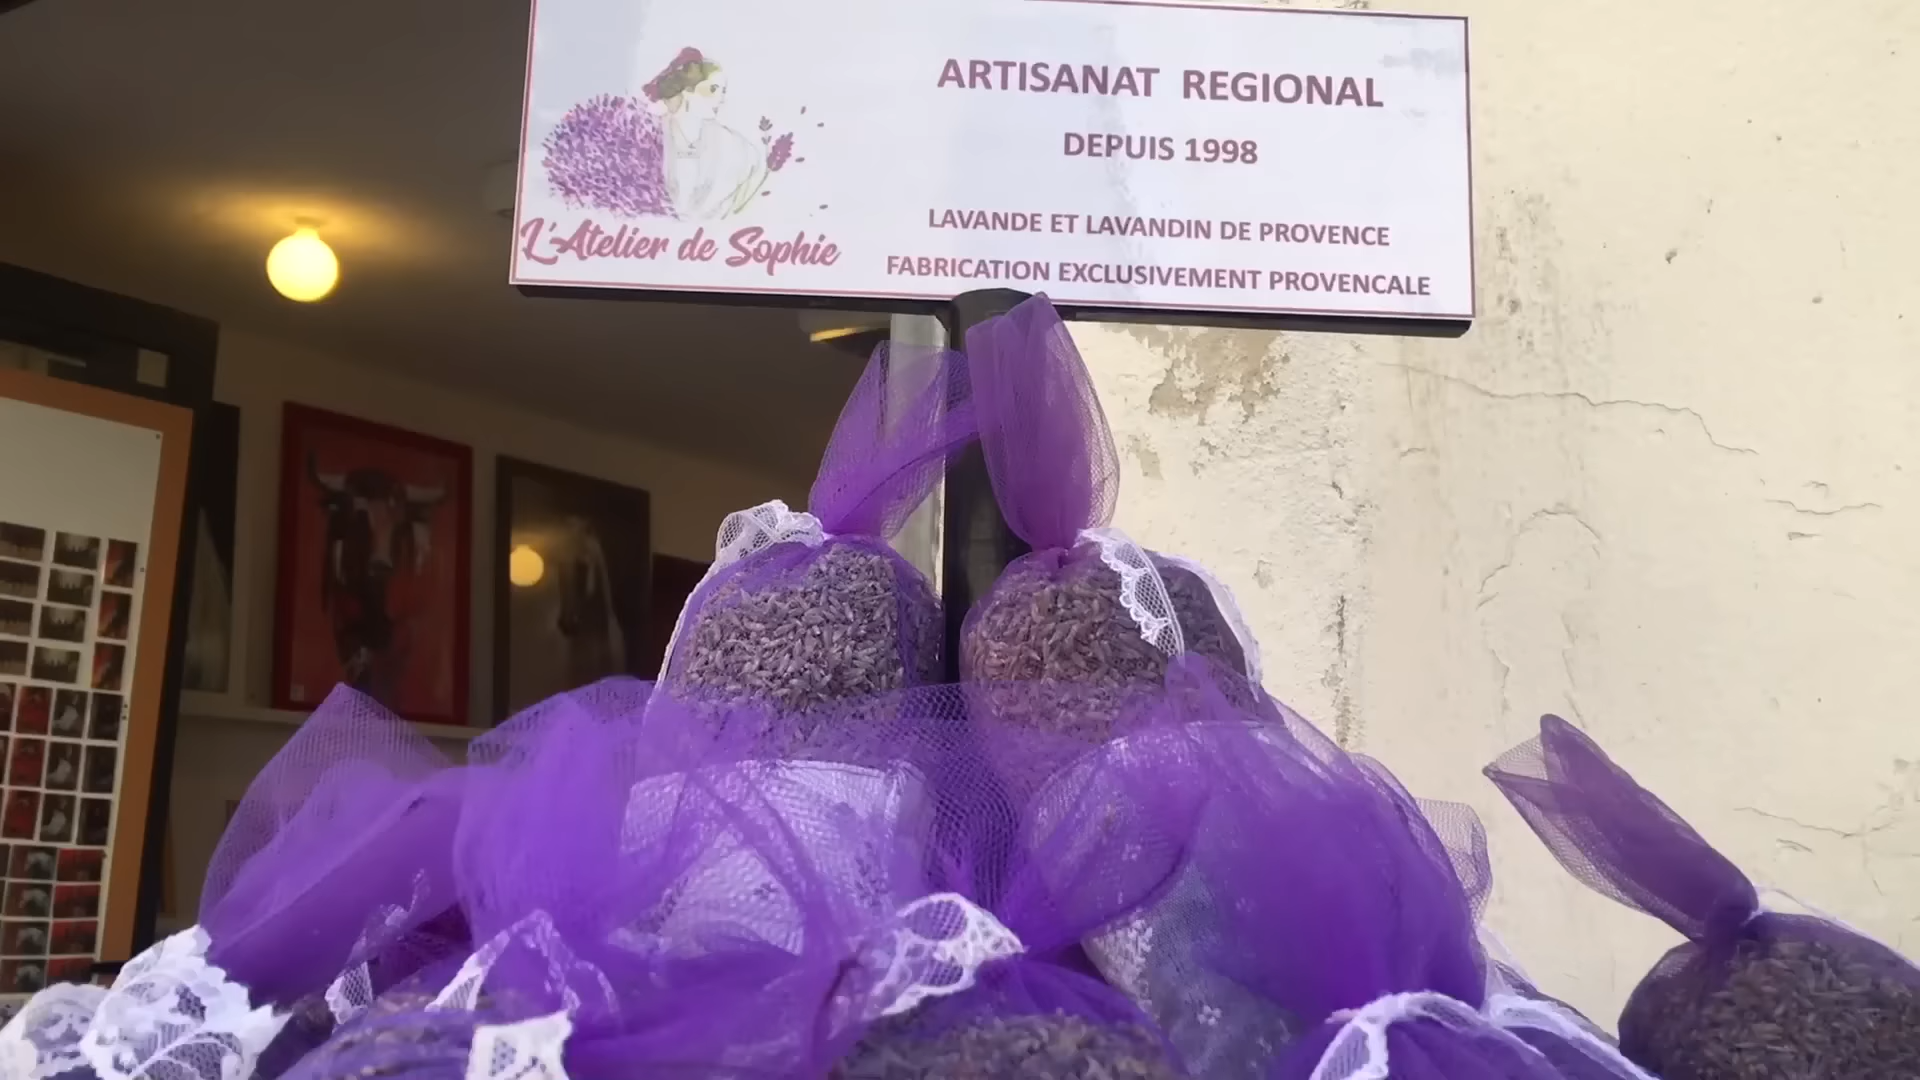 ARTISANAT REGIONAL
DEPUIS 1998
LAVANDE ET LAVANDIN DE PROVENCE
FABRICATION EXCLUSIVEMENT PROVENCALE
L'Atelier de Sophie